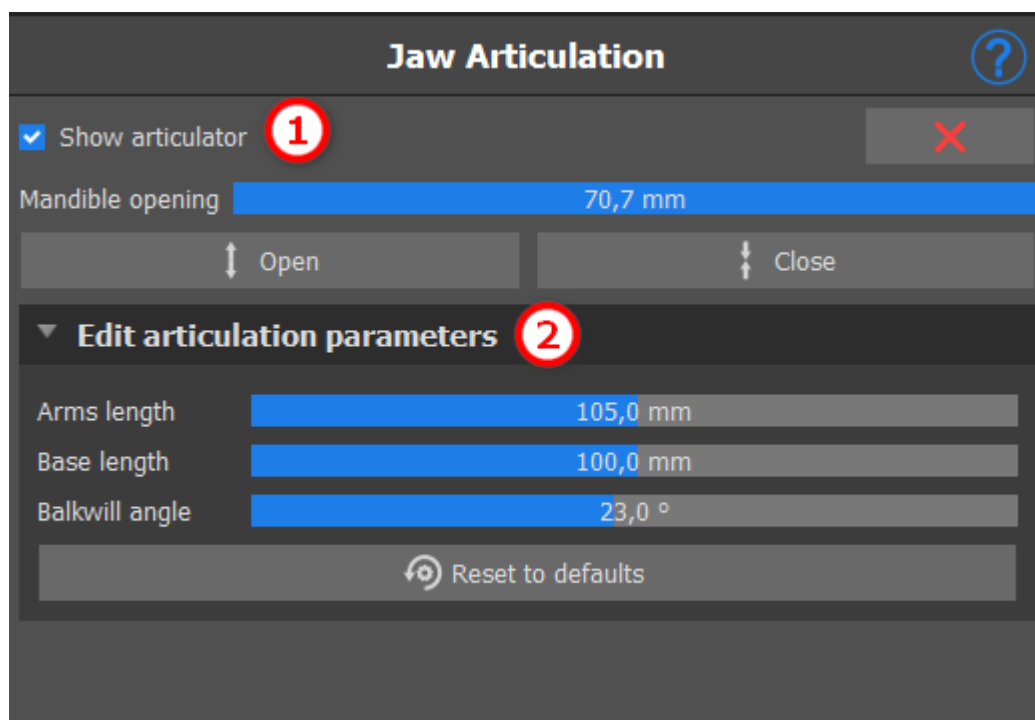 Jaw Articulation ?
Show articulator 1
Mandible opening 70,7 mm
Open Close
Edit articulation parameters 2
Arms length 105,0 mm
Base length 100,0 mm
Balkwill angle 23,0 º
Reset to defaults